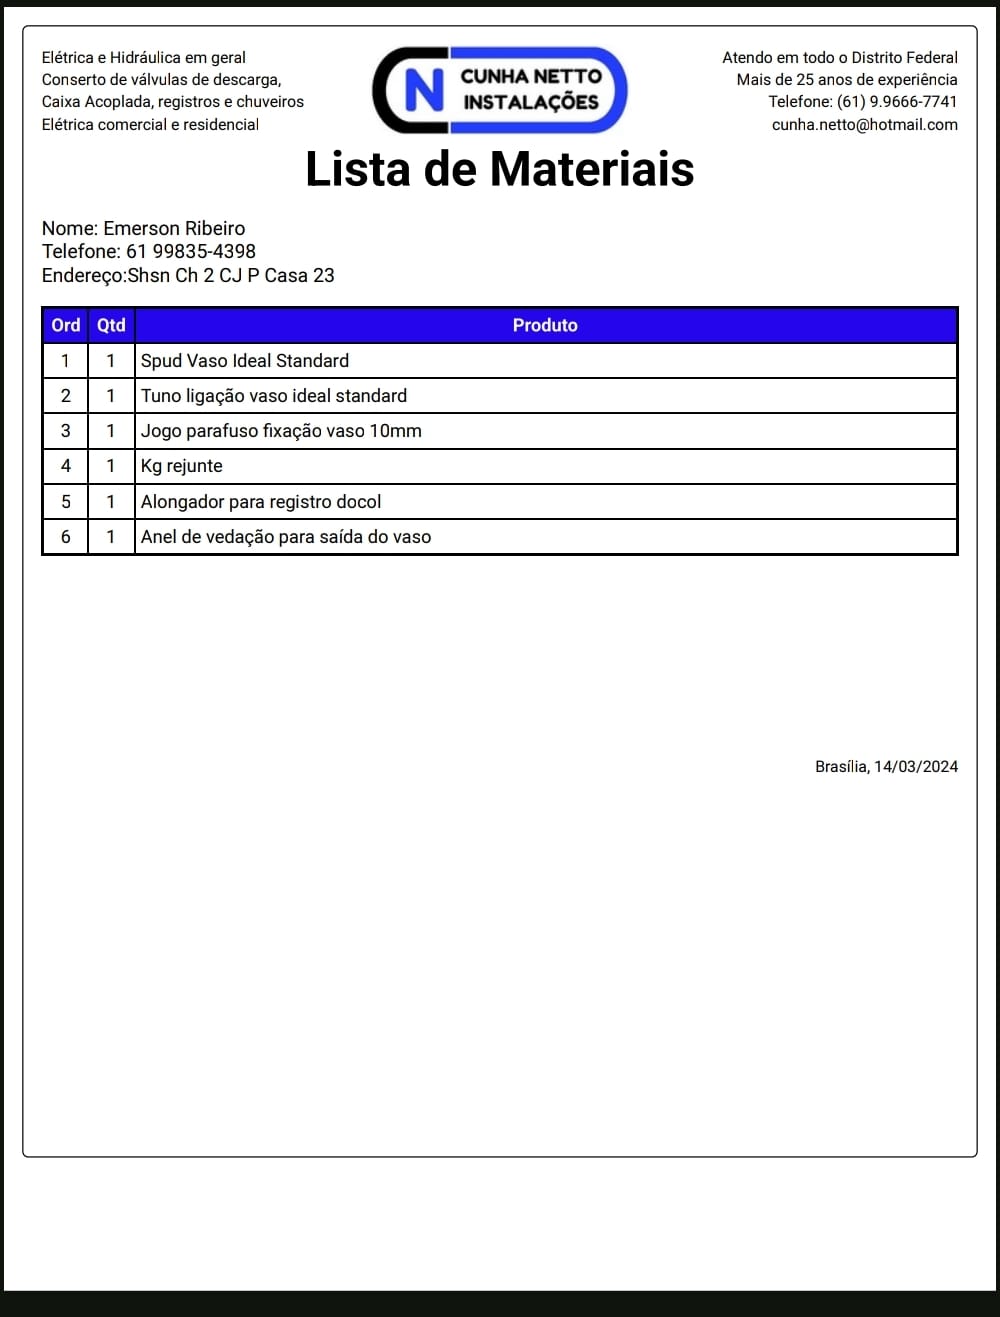 Elétrica e Hidráulica em geral
Conserto de válvulas de descarga,
Caixa Acoplada, registros e chuveiros
Elétrica comercial e residencial
N CUNHA NETTO
INSTALAÇÕES
Atendo em todo o Distrito Federal
Mais de 25 anos de experiência
Telefone: (61) 9.9666-7741
cunha.netto@hotmail.com
Lista de Materiais
Nome: Emerson Ribeiro
Telefone: 61 99835-4398
Endereço:Shsn Ch 2 CJ P Casa 23
Ord Qtd Produto
1 1 Spud Vaso Ideal Standard
2 1 Tuno ligação vaso ideal standard
3 1 Jogo parafuso fixação vaso 10mm
4 1 Kg rejunte
5 1 Alongador para registro docol
6 1 Anel de vedação para saída do vaso
Brasília, 14/03/2024